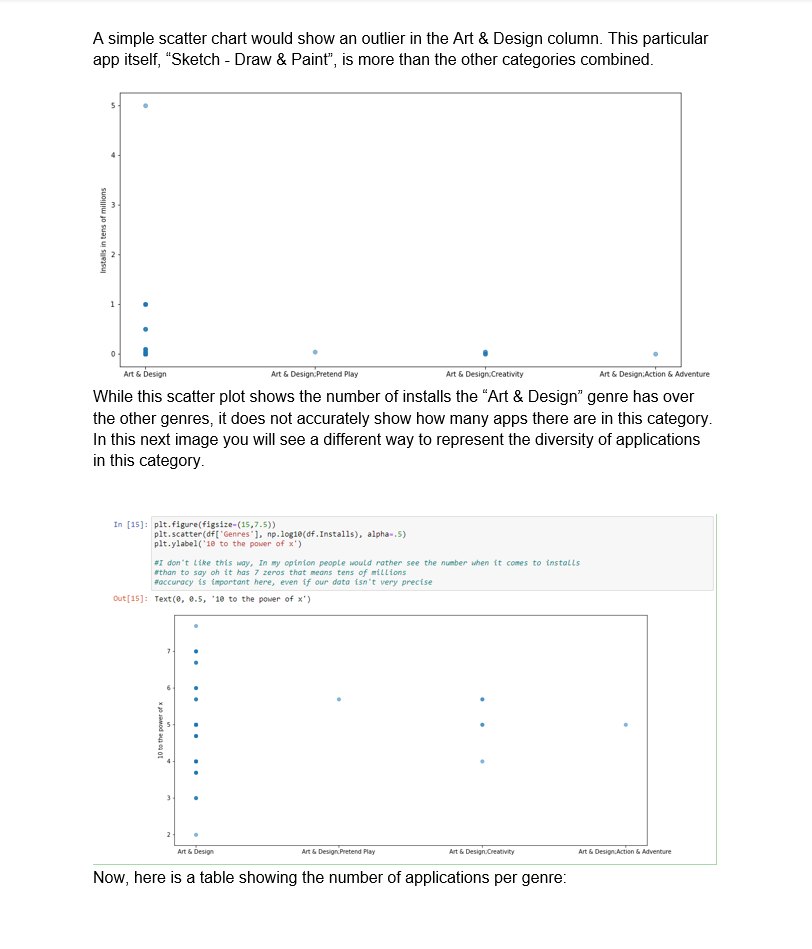 A simple scatter chart would show an outlier in the Art & Design column. This particular
app itself, “Sketch - Draw & Paint”, is more than the other categories combined.
5
4
3
2
1
0
Installs in tens of millions
Art & Design
Art & Design;Pretend Play
Art & Design;Creativity
Art & Design;Action & Adventure
While this scatter plot shows the number of installs the “Art & Design” genre has over
the other genres, it does not accurately show how many apps there are in this category.
In this next image you will see a different way to represent the diversity of applications
in this category.
In [15]: plt.figure(figsize=(15,7.5))
plt.scatter(df['Genres'], np.log10(df.Installs), alpha=.5)
plt.ylabel('10 to the power of x')
#I don't like this way, In my opinion people would rather see the number when it comes to installs
#than to say oh it has 7 zeros that means tens of millions
#accuracy is important here, even if our data isn't very precise
Out[15]: Text(0, 0.5, '10 to the power of x')
7
6
5
4
3
2
10 to the power of x
Art & Design
Art & Design;Pretend Play
Art & Design;Creativity
Art & Design;Action & Adventure
Now, here is a table showing the number of applications per genre: